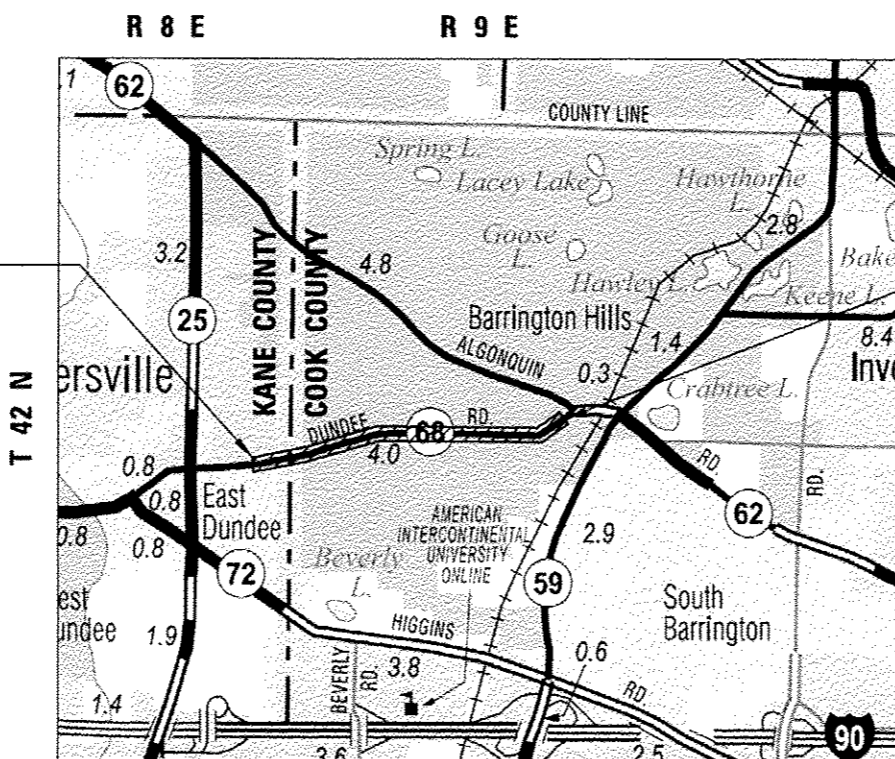 R 8 E
R 9 E
T 42 N
.1
62
COUNTY LINE
Spring L.
Lacey Lake
Hawthorne
L.
2.8
3.2
KANE COUNTY
COOK COUNTY
4.8
Goose
L.
Hawley L.
Bake
Keene L.
25
Barrington Hills
1.4
8.4
ersville
ALGONQUIN
0.3
Inve
Crabtree L.
DUNDEE
68
RD.
4.0
0.8
0.8
East
Dundee
0.8
0.8
RD.
RD.
62
AMERICAN
INTERCONTINENTAL
UNIVERSITY
ONLINE
2.9
Beverly
L.
72
59
est
undee
South
Barrington
HIGGINS
1.9
BEVERLY
RD.
3.8
0.6
RD
1.4
90
3.6
2.5